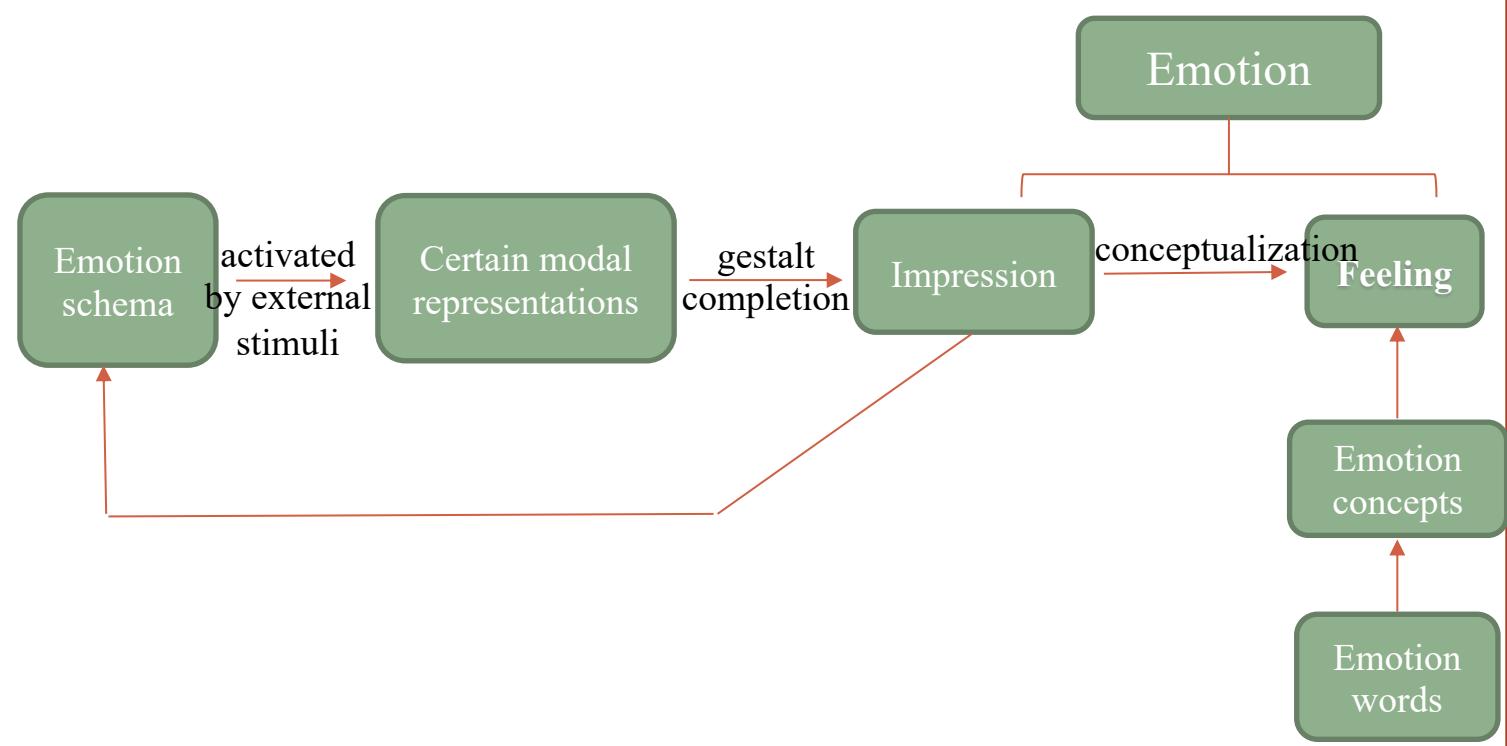 Emotion
Emotion
schema
activated
by external
stimuli
Certain modal
representations
gestalt
completion
Impression
conceptualization
Feeling
Emotion
concepts
Emotion
words